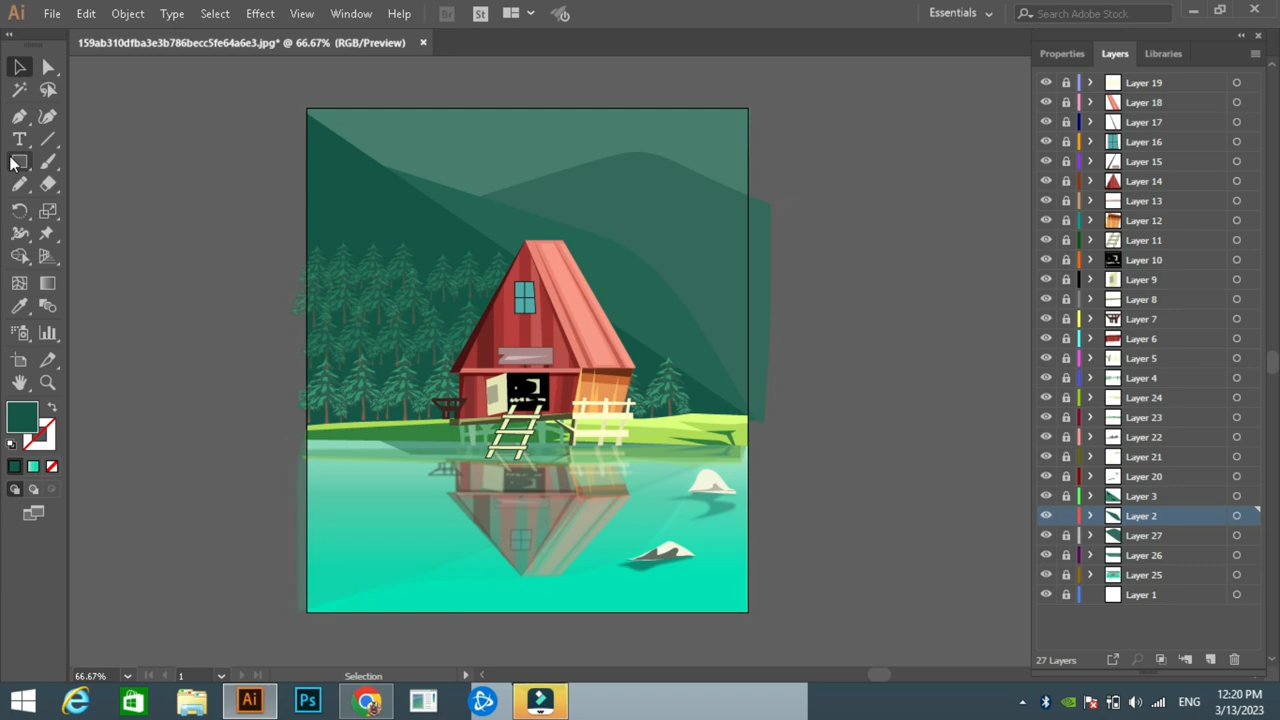 Ai File Edit Object Type Select Effect View Window Help Br St Essentials Search Adobe Stock
159ab310dfba3e3b786becc5fe64a6e3.jpg* @ 66.67% (RGB/Preview)
Properties Layers Libraries
Layer 19
Layer 18
Layer 17
Layer 16
Layer 15
Layer 14
Layer 13
Layer 12
Layer 11
Layer 10
Layer 9
Layer 8
Layer 7
Layer 6
Layer 5
Layer 4
Layer 24
Layer 23
Layer 22
Layer 21
Layer 20
Layer 3
Layer 2
Layer 27
Layer 26
Layer 25
Layer 1
27 Layers
66.67% 1 Selection
Ai Ps ENG
12:20 PM
3/13/2023